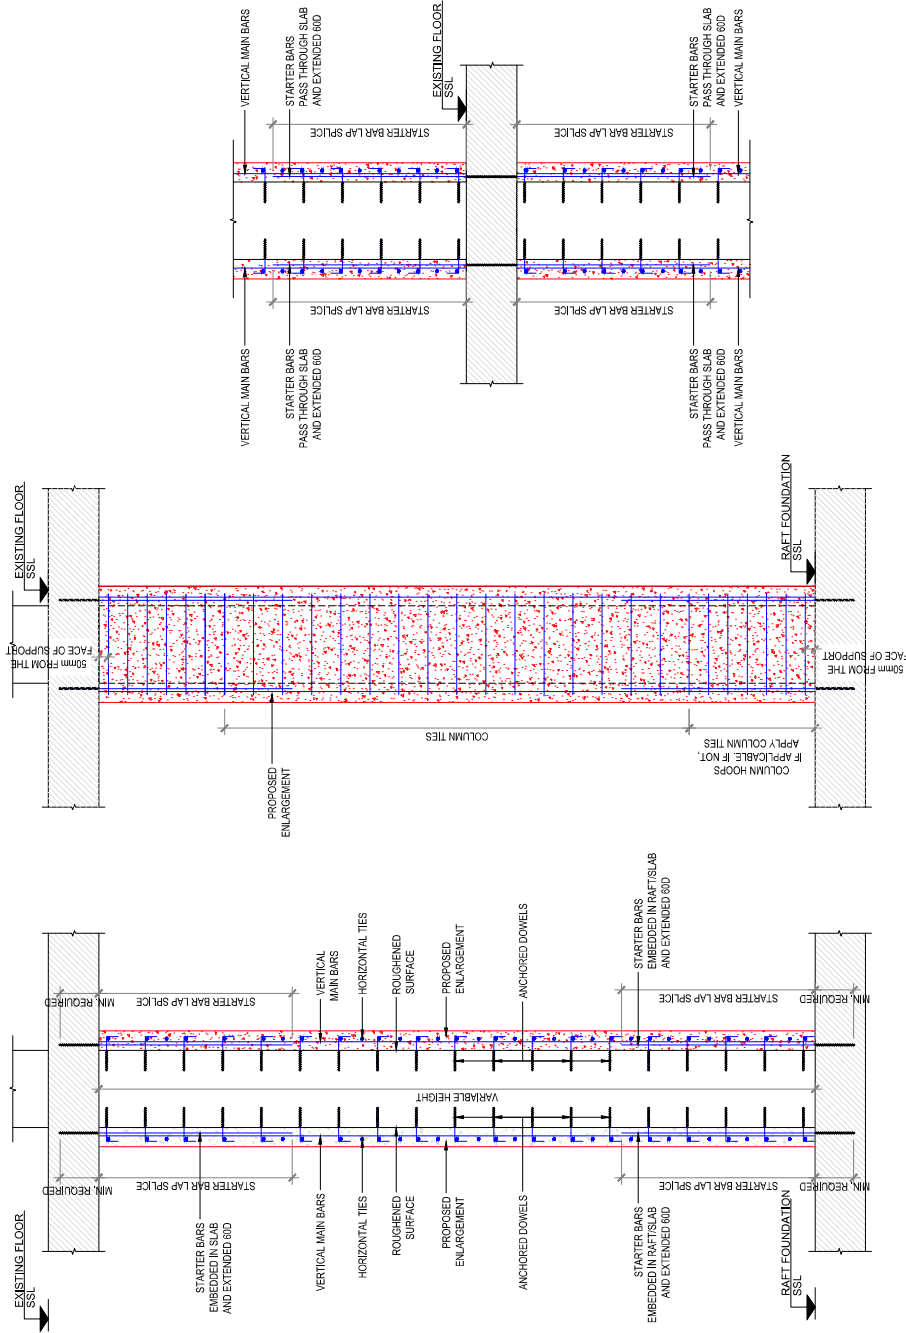 VERTICAL MAIN BARS
STARTER BARS
PASS THROUGH SLAB
AND EXTENDED 60D
EXISTING FLOOR
SSL
STARTER BARS
PASS THROUGH SLAB
AND EXTENDED 60D
VERTICAL MAIN BARS
STARTER BAR LAP SPLICE
STARTER BAR LAP SPLICE
STARTER BAR LAP SPLICE
STARTER BAR LAP SPLICE
VERTICAL MAIN BARS
STARTER BARS
PASS THROUGH SLAB
AND EXTENDED 60D
STARTER BARS
PASS THROUGH SLAB
AND EXTENDED 60D
VERTICAL MAIN BARS
EXISTING FLOOR
SSL
RAFT FOUNDATION
SSL
50mm FROM THE
FACE OF SUPPORT
50mm FROM THE
FACE OF SUPPORT
COLUMN TIES
COLUMN HOOPS
IF APPLICABLE. IF NOT,
APPLY COLUMN TIES
PROPOSED
ENLARGEMENT
VERTICAL
MAIN BARS
HORIZONTAL TIES
ROUGHENED
SURFACE
PROPOSED
ENLARGEMENT
ANCHORED DOWELS
STARTER BARS
EMBEDDED IN RAFT/SLAB
AND EXTENDED 60D
MIN. REQUIRED
STARTER BAR LAP SPLICE
STARTER BAR LAP SPLICE
MIN. REQUIRED
VARIABLE HEIGHT
MIN. REQUIRED
STARTER BAR LAP SPLICE
STARTER BAR LAP SPLICE
MIN. REQUIRED
EXISTING FLOOR
SSL
STARTER BARS
EMBEDDED IN SLAB
AND EXTENDED 60D
VERTICAL MAIN BARS
HORIZONTAL TIES
ROUGHENED
SURFACE
PROPOSED
ENLARGEMENT
ANCHORED DOWELS
STARTER BARS
EMBEDDED IN RAFT/SLAB
AND EXTENDED 60D
RAFT FOUNDATION
SSL